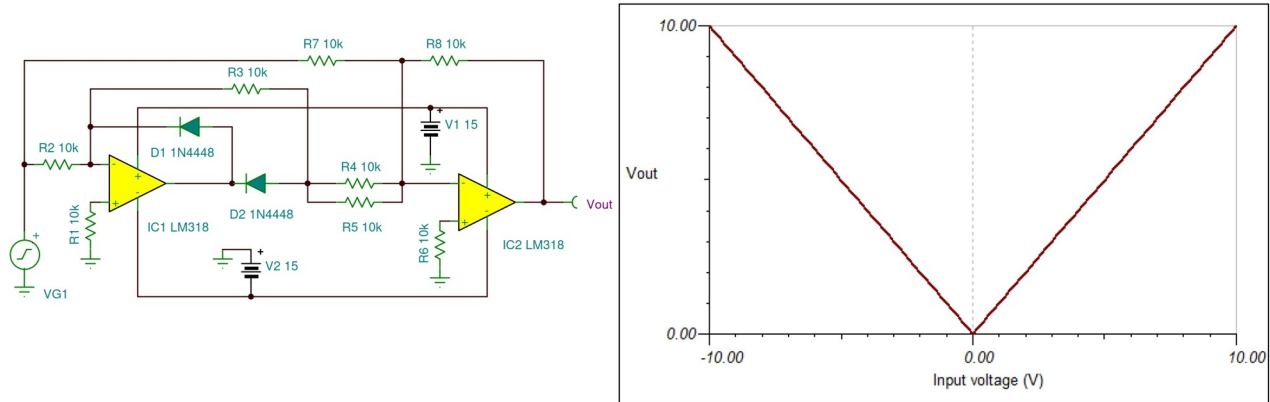 R7 10k
R8 10k
R3 10k
+
V1 15
D1 1N4448
R2 10k
-
+
+
-
IC1 LM318
R1 10k
D2 1N4448
R4 10k
R5 10k
-
+
+
-
IC2 LM318
R6 10k
Vout
+
V2 15
+
VG1
10.00
Vout
0.00
-10.00
0.00
10.00
Input voltage (V)